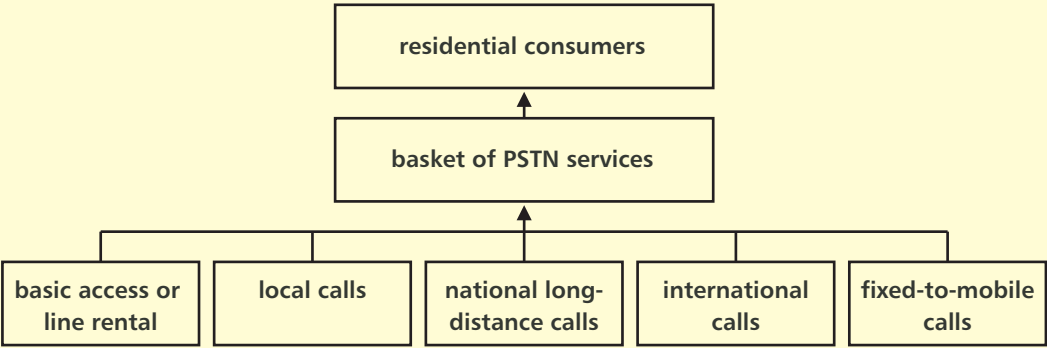 residential consumers
basket of PSTN services
basic access or
line rental
local calls
national long-
distance calls
international
calls
fixed-to-mobile
calls